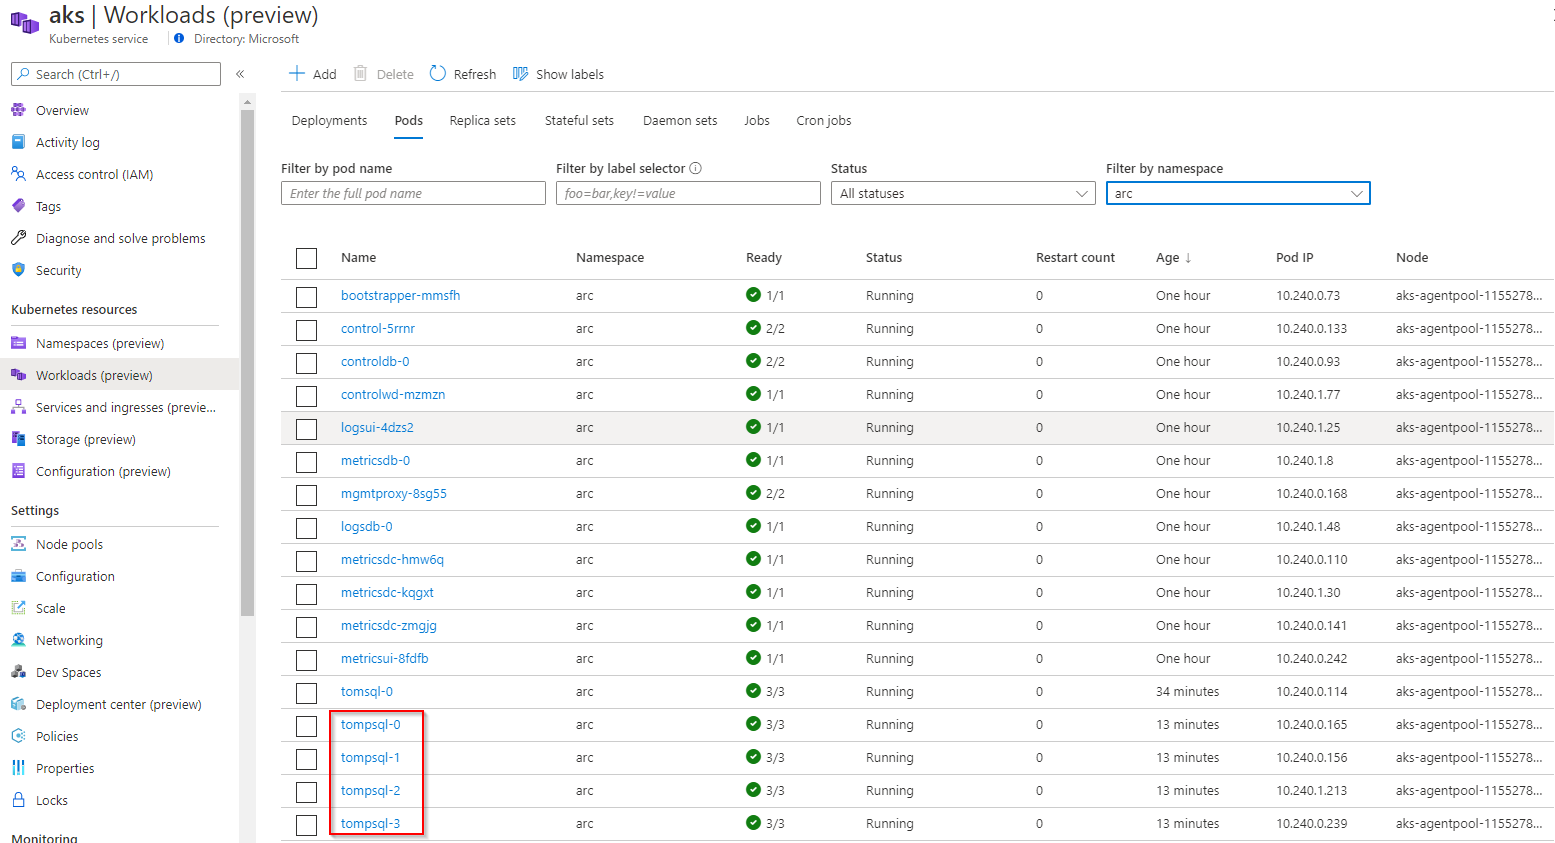 aks | Workloads (preview)
Kubernetes service
Directory: Microsoft
Search (Ctrl+/)
«
Overview
Activity log
Access control (IAM)
Tags
Diagnose and solve problems
Security
Kubernetes resources
Namespaces (preview)
Workloads (preview)
Services and ingresses (previe...
Storage (preview)
Configuration (preview)
Settings
Node pools
Configuration
Scale
Networking
Dev Spaces
Deployment center (preview)
Policies
Properties
Locks
Monitoring
Add Delete Refresh Show labels
Deployments Pods Replica sets Stateful sets Daemon sets Jobs Cron jobs
Filter by pod name Filter by label selector Status Filter by namespace
Enter the full pod name foo=bar,key!=value All statuses arc
Name Namespace Ready Status Restart count Age ↓ Pod IP Node
bootstrapper-mmsfh arc 1/1 Running 0 One hour 10.240.0.73 aks-agentpool-1155278...
control-5rrnr arc 2/2 Running 0 One hour 10.240.0.133 aks-agentpool-1155278...
controldb-0 arc 2/2 Running 0 One hour 10.240.0.93 aks-agentpool-1155278...
controlwd-mzmzn arc 1/1 Running 0 One hour 10.240.1.77 aks-agentpool-1155278...
logsui-4dzs2 arc 1/1 Running 0 One hour 10.240.1.25 aks-agentpool-1155278...
metricsdb-0 arc 1/1 Running 0 One hour 10.240.1.8 aks-agentpool-1155278...
mgmtproxy-8sg55 arc 2/2 Running 0 One hour 10.240.0.168 aks-agentpool-1155278...
logsdb-0 arc 1/1 Running 0 One hour 10.240.1.48 aks-agentpool-1155278...
metricsdc-hmw6q arc 1/1 Running 0 One hour 10.240.0.110 aks-agentpool-1155278...
metricsdc-kqgxt arc 1/1 Running 0 One hour 10.240.1.30 aks-agentpool-1155278...
metricsdc-zmgjg arc 1/1 Running 0 One hour 10.240.0.141 aks-agentpool-1155278...
metricsui-8fdfb arc 1/1 Running 0 One hour 10.240.0.242 aks-agentpool-1155278...
tomsql-0 arc 3/3 Running 0 34 minutes 10.240.0.114 aks-agentpool-1155278...
tompsql-0 arc 3/3 Running 0 13 minutes 10.240.0.165 aks-agentpool-1155278...
tompsql-1 arc 3/3 Running 0 13 minutes 10.240.0.156 aks-agentpool-1155278...
tompsql-2 arc 3/3 Running 0 13 minutes 10.240.1.213 aks-agentpool-1155278...
tompsql-3 arc 3/3 Running 0 13 minutes 10.240.0.239 aks-agentpool-1155278...